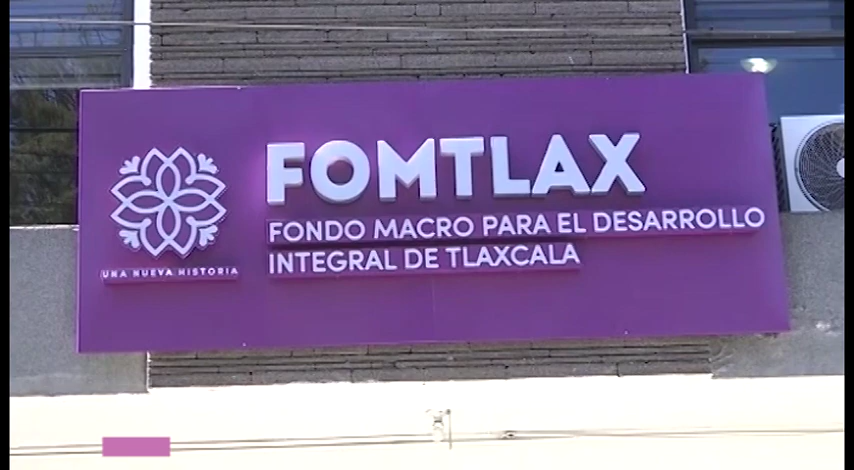 FOMTLAX
FONDO MACRO PARA EL DESARROLLO
INTEGRAL DE TLAXCALA
UNA NUEVA HISTORIA